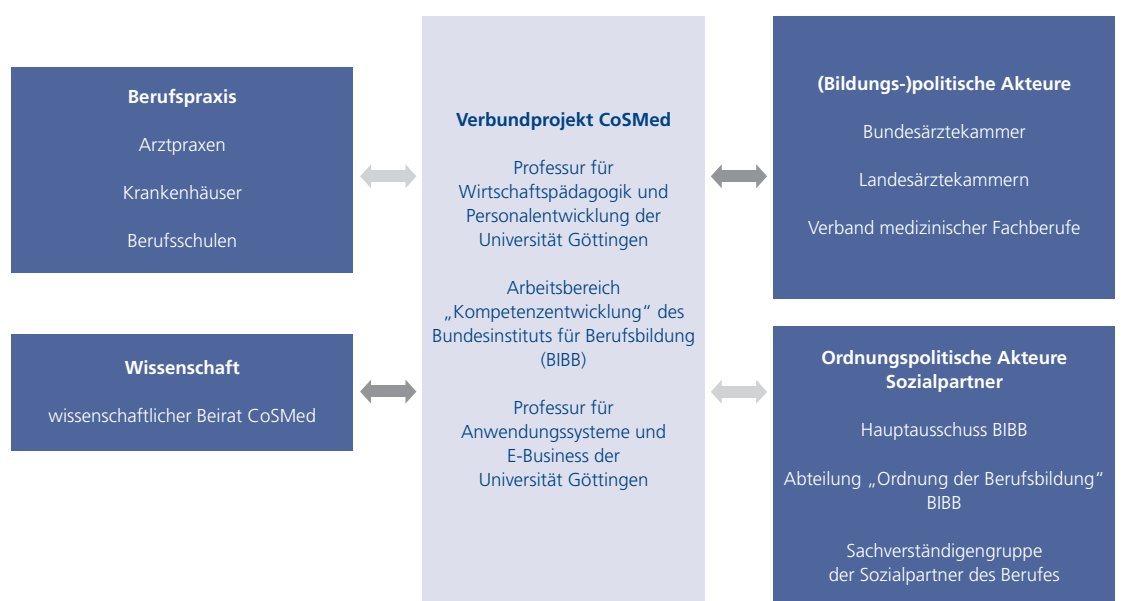 Berufspraxis
Arztpraxen
Krankenhäuser
Berufsschulen
Wissenschaft
wissenschaftlicher Beirat CoSMed
Verbundprojekt CoSMed
Professur für
Wirtschaftspädagogik und
Personalentwicklung der
Universität Göttingen
Arbeitsbereich
„Kompetenzentwicklung“ des
Bundesinstituts für Berufsbildung
(BIBB)
Professur für
Anwendungssysteme und
E-Business der
Universität Göttingen
(Bildungs-)politische Akteure
Bundesärztekammer
Landesärztekammern
Verband medizinischer Fachberufe
Ordnungspolitische Akteure
Sozialpartner
Hauptausschuss BIBB
Abteilung „Ordnung der Berufsbildung“
BIBB
Sachverständigengruppe
der Sozialpartner des Berufes